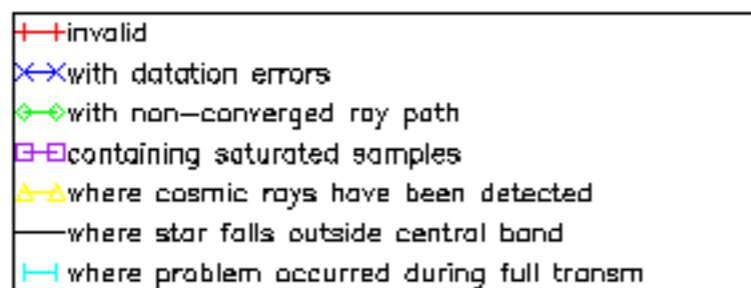 invalid
with datation errors
with non-converged ray path
containing saturated samples
where cosmic rays have been detected
where star falls outside central band
where problem occurred during full transm